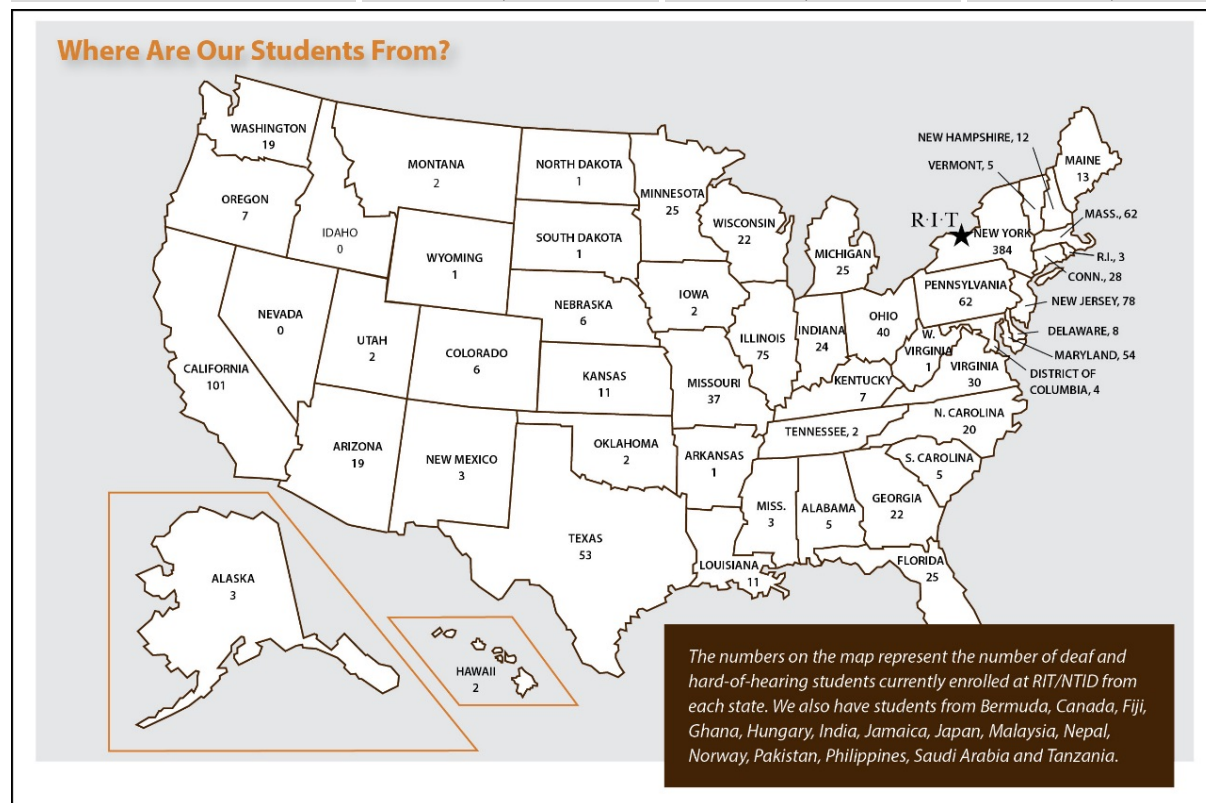 Where Are Our Students From?
WASHINGTON
19
OREGON
7
CALIFORNIA
101
NEVADA
0
IDAHO
0
MONTANA
2
WYOMING
1
UTAH
2
COLORADO
6
ARIZONA
19
NEW MEXICO
3
NORTH DAKOTA
1
SOUTH DAKOTA
1
NEBRASKA
6
KANSAS
11
OKLAHOMA
2
TEXAS
53
MINNESOTA
25
IOWA
2
MISSOURI
37
ARKANSAS
1
LOUISIANA
11
WISCONSIN
22
ILLINOIS
75
MICHIGAN
25
INDIANA
24
OHIO
40
KENTUCKY
7
TENNESSEE, 2
MISS.
3
ALABAMA
5
GEORGIA
22
FLORIDA
25
S. CAROLINA
5
N. CAROLINA
20
VIRGINIA
30
W.
VIRGINIA
1
PENNSYLVANIA
62
R·I·T
NEW YORK
384
NEW HAMPSHIRE, 12
VERMONT, 5
MAINE
13
MASS., 62
R.I., 3
CONN., 28
NEW JERSEY, 78
DELAWARE, 8
MARYLAND, 54
DISTRICT OF
COLUMBIA, 4
ALASKA
3
HAWAII
2
The numbers on the map represent the number of deaf and
hard-of-hearing students currently enrolled at RIT/NTID from
each state. We also have students from Bermuda, Canada, Fiji,
Ghana, Hungary, India, Jamaica, Japan, Malaysia, Nepal,
Norway, Pakistan, Philippines, Saudi Arabia and Tanzania.